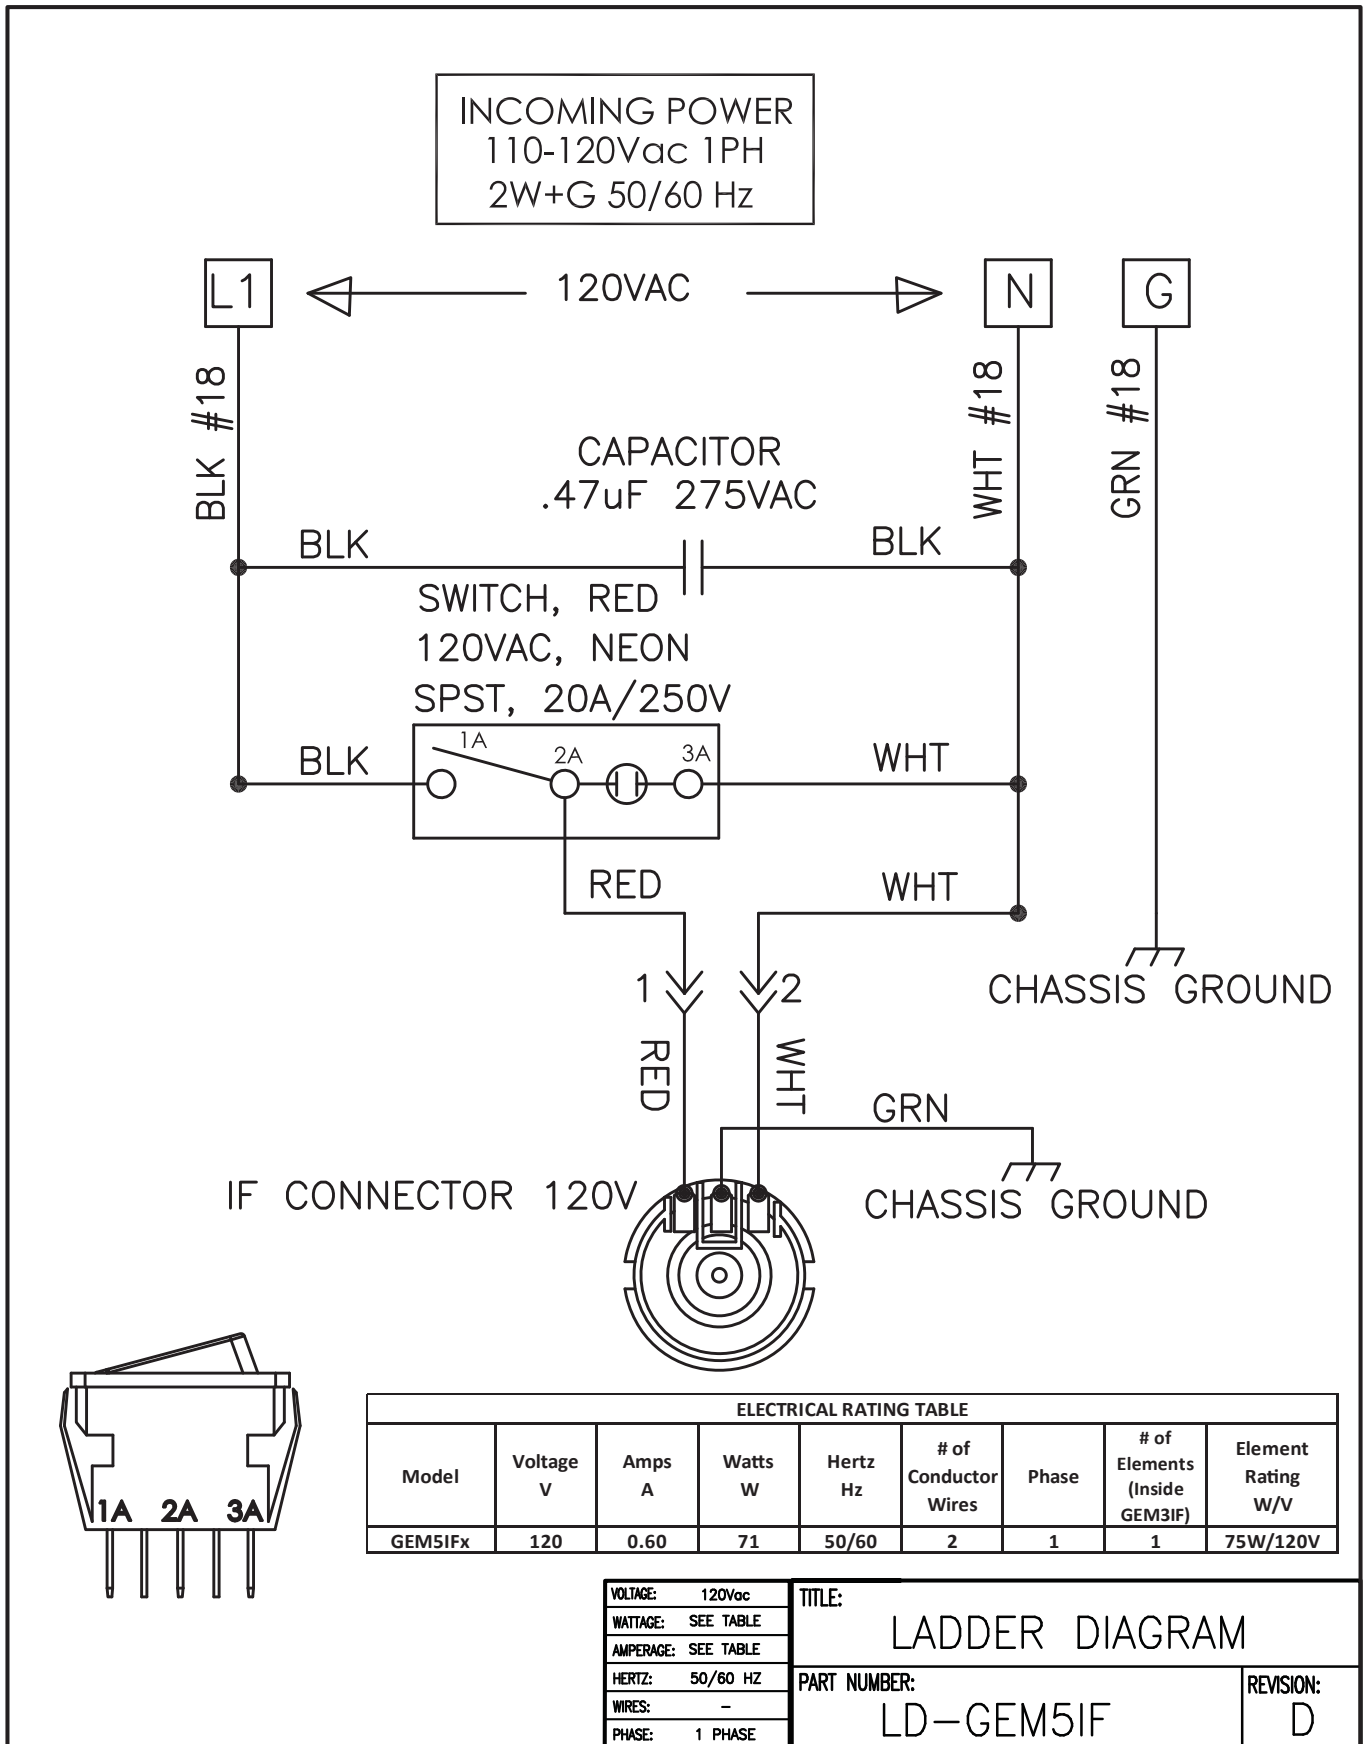 INCOMING POWER
110-120Vac 1PH
2W+G 50/60 Hz
L1
120VAC
N
G
BLK #18
WHT #18
GRN #18
CAPACITOR
.47uF 275VAC
BLK
BLK
SWITCH, RED
120VAC, NEON
SPST, 20A/250V
1A
2A
3A
BLK
WHT
RED
WHT
1
2
CHASSIS GROUND
RED
WHT
GRN
IF CONNECTOR 120V
CHASSIS GROUND
1A 2A 3A
ELECTRICAL RATING TABLE
Model
Voltage
V
Amps
A
Watts
W
Hertz
Hz
# of
Conductor
Wires
Phase
# of
Elements
(Inside
GEM3IF)
Element
Rating
W/V
GEM5IFx 120 0.60 71 50/60 2 1 1 75W/120V
VOLTAGE: 120Vac
WATTAGE: SEE TABLE
AMPERAGE: SEE TABLE
HERTZ: 50/60 HZ
WIRES: –
PHASE: 1 PHASE
TITLE:
LADDER DIAGRAM
PART NUMBER:
LD-GEM5IF
REVISION:
D